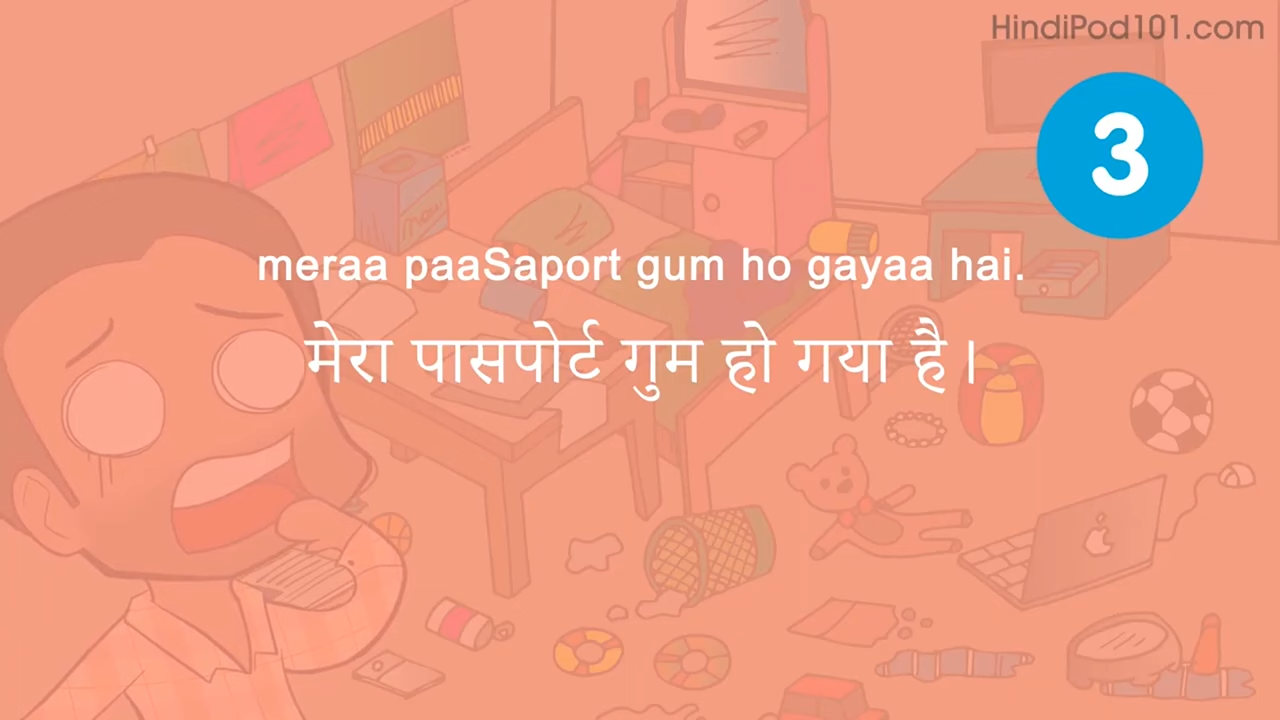 HindiPod101.com
3
meraa paaSaport gum ho gayaa hai.
मेरा पासपोर्ट गुम हो गया है।